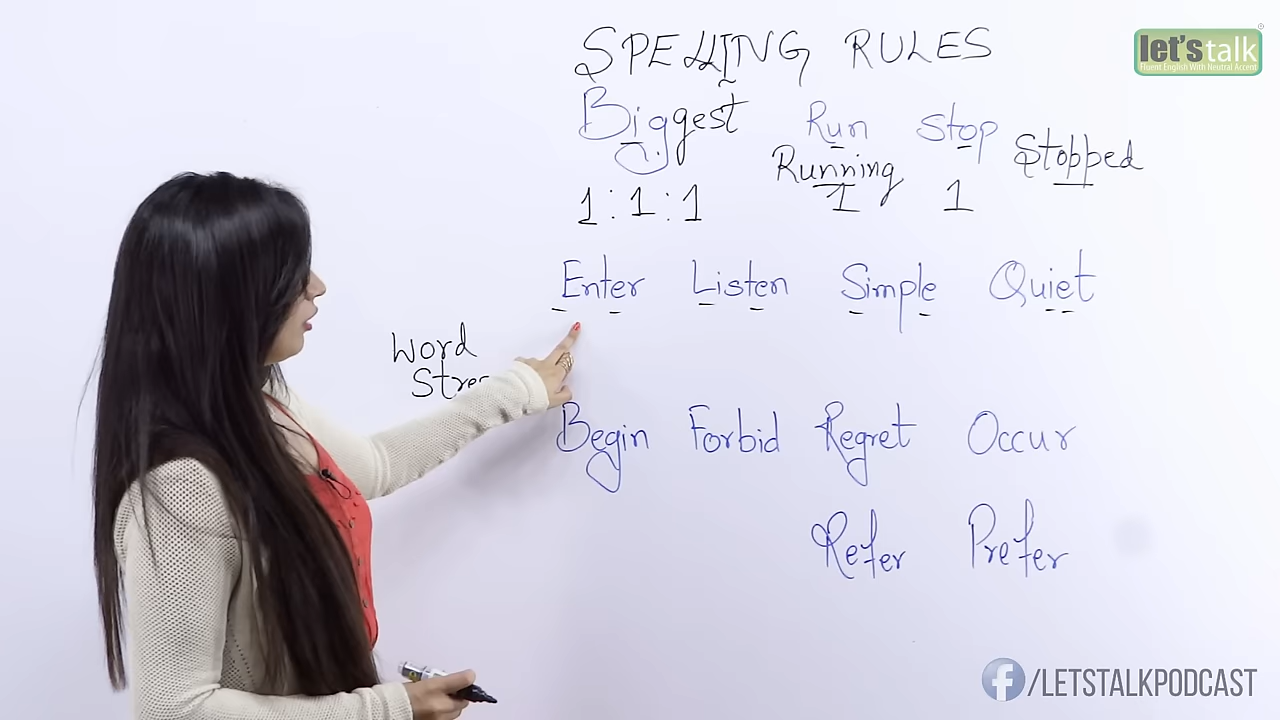 SPELLING RULES
let's talk
Fluent English With Neutral Accent
Biggest Run Stop
Running Stopped
1:1:1 1 1
Enter Listen Simple Quiet
Word
Begin Forbid Regret Occur
Refer Prefer
f/LETSTALKPODCAST